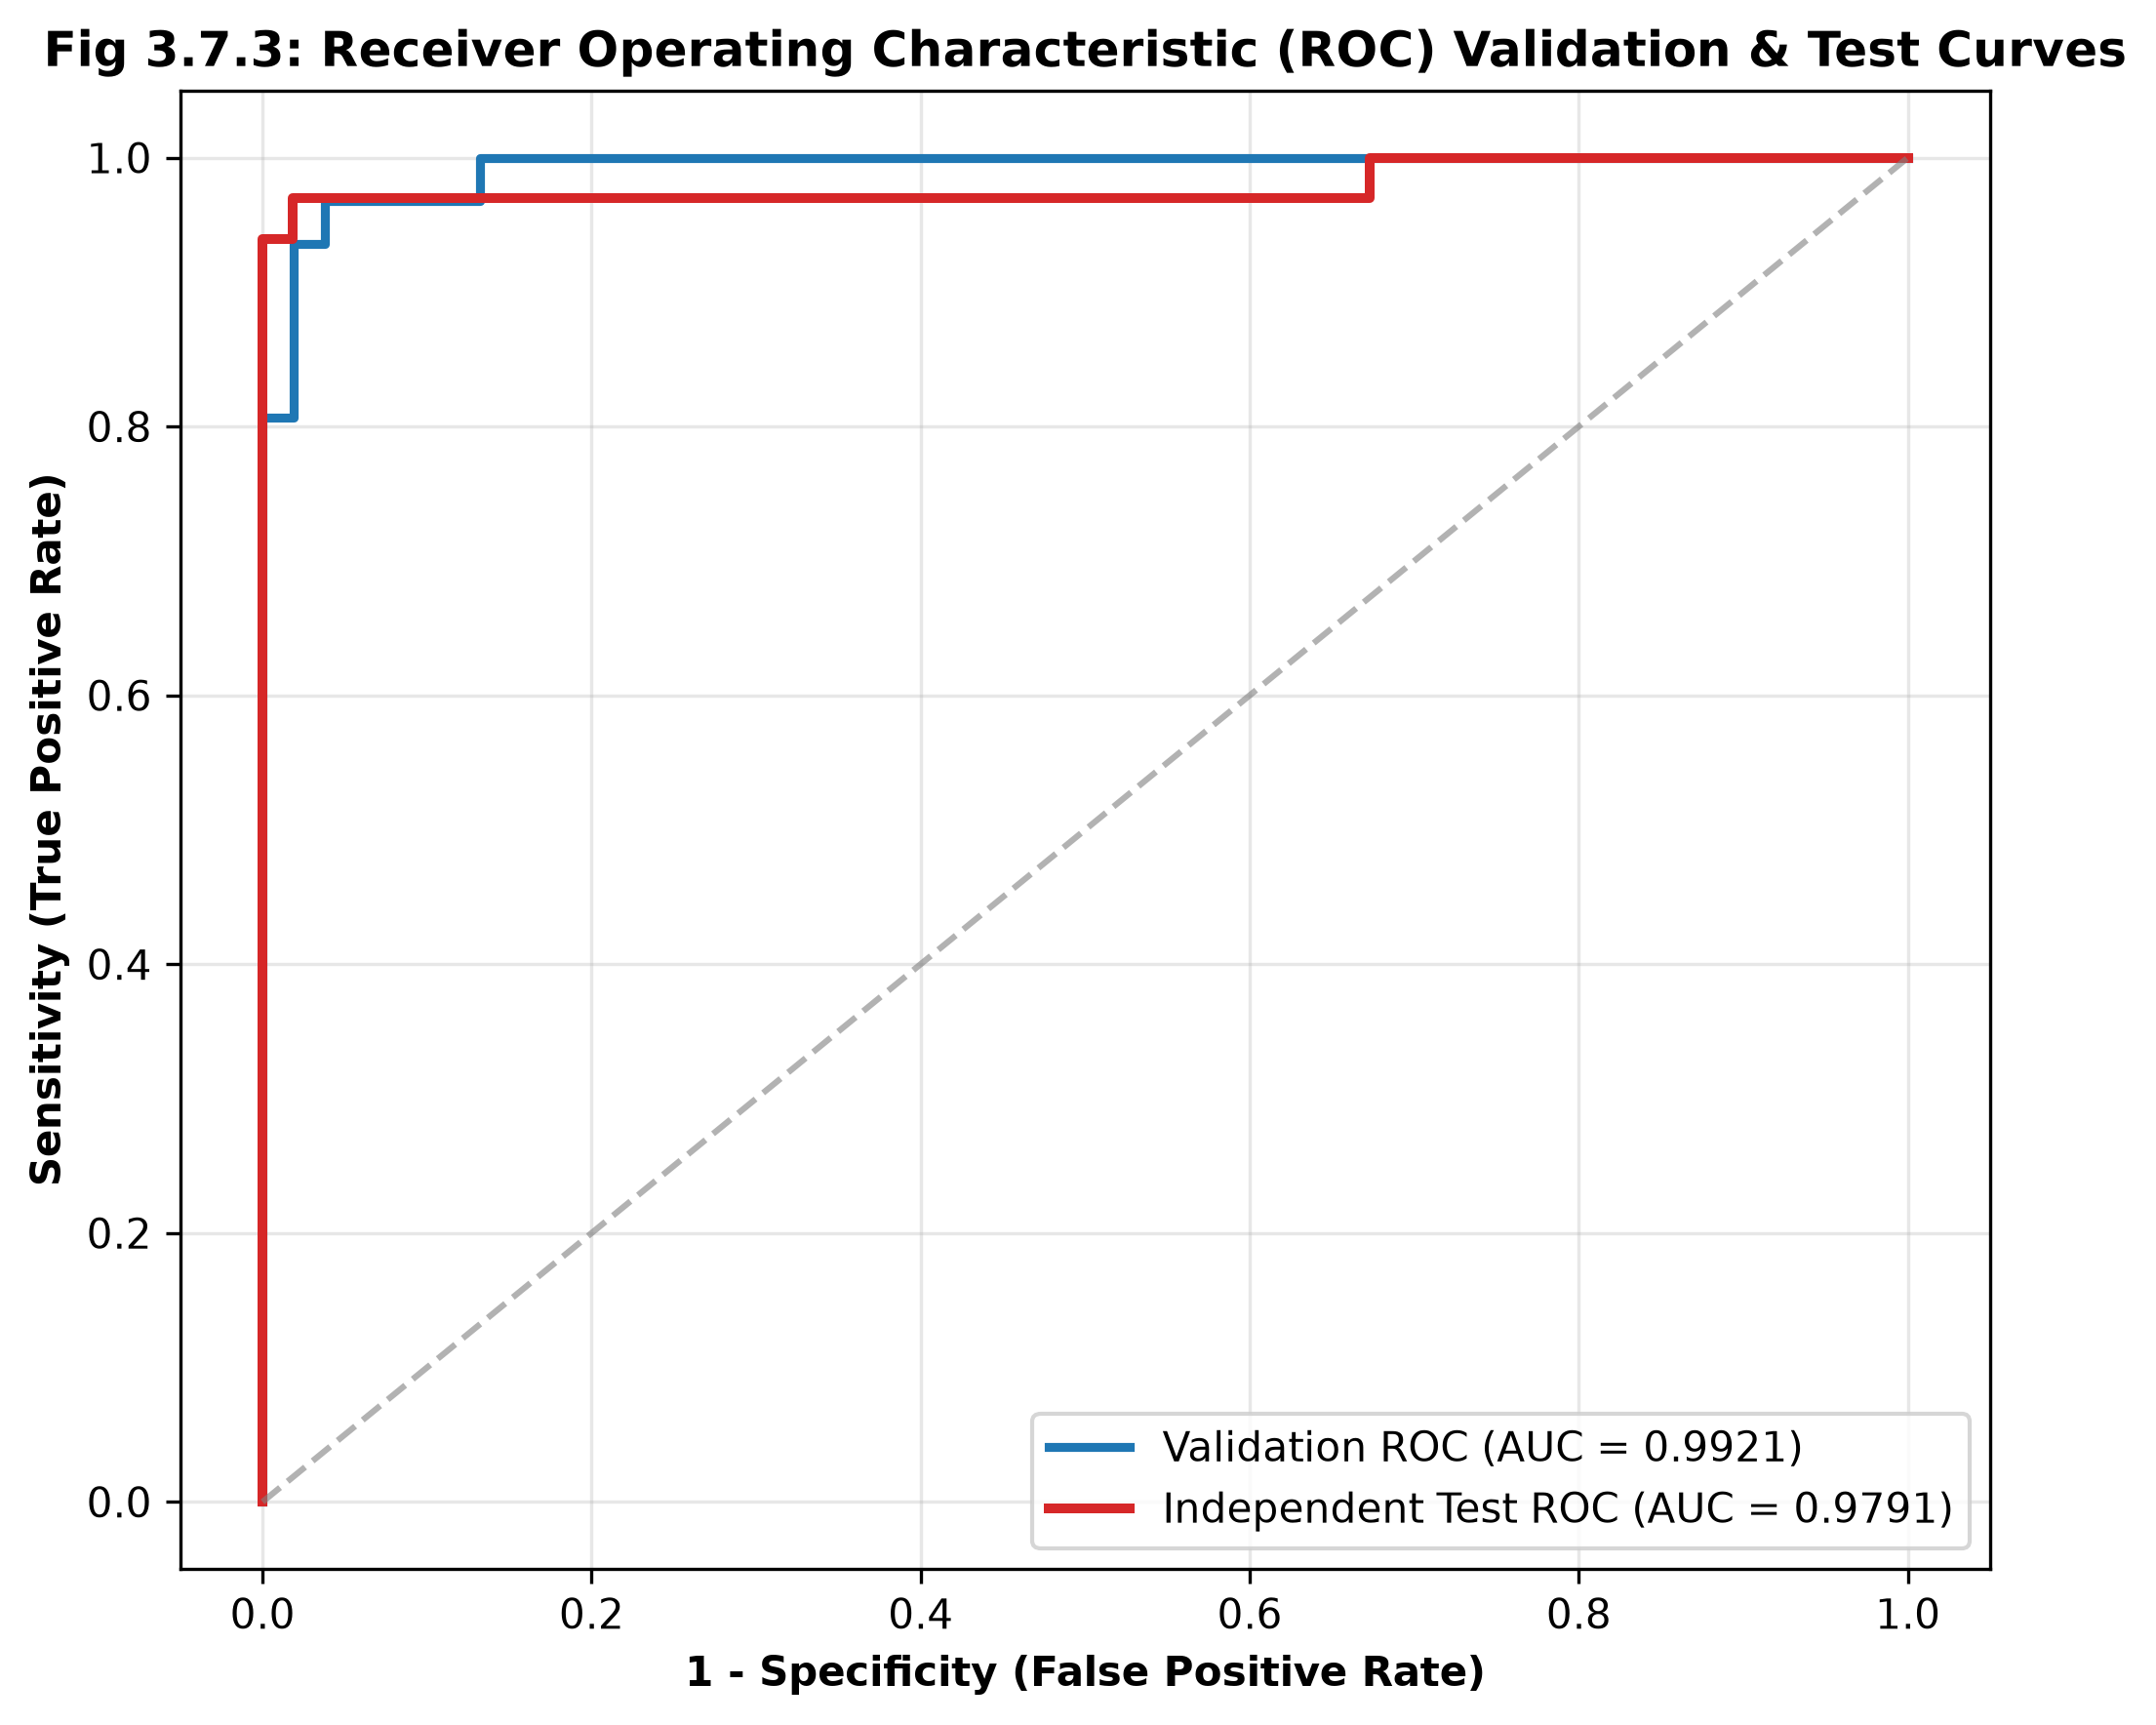 Fig 3.7.3: Receiver Operating Characteristic (ROC) Validation & Test Curves
Sensitivity (True Positive Rate)
1.0
0.8
0.6
0.4
0.2
0.0
Validation ROC (AUC = 0.9921)
Independent Test ROC (AUC = 0.9791)
0.0 0.2 0.4 0.6 0.8 1.0
1 - Specificity (False Positive Rate)